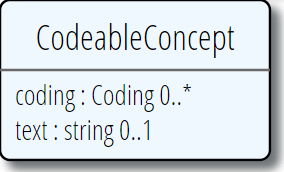 CodeableConcept
coding : Coding 0..*
text : string 0..1